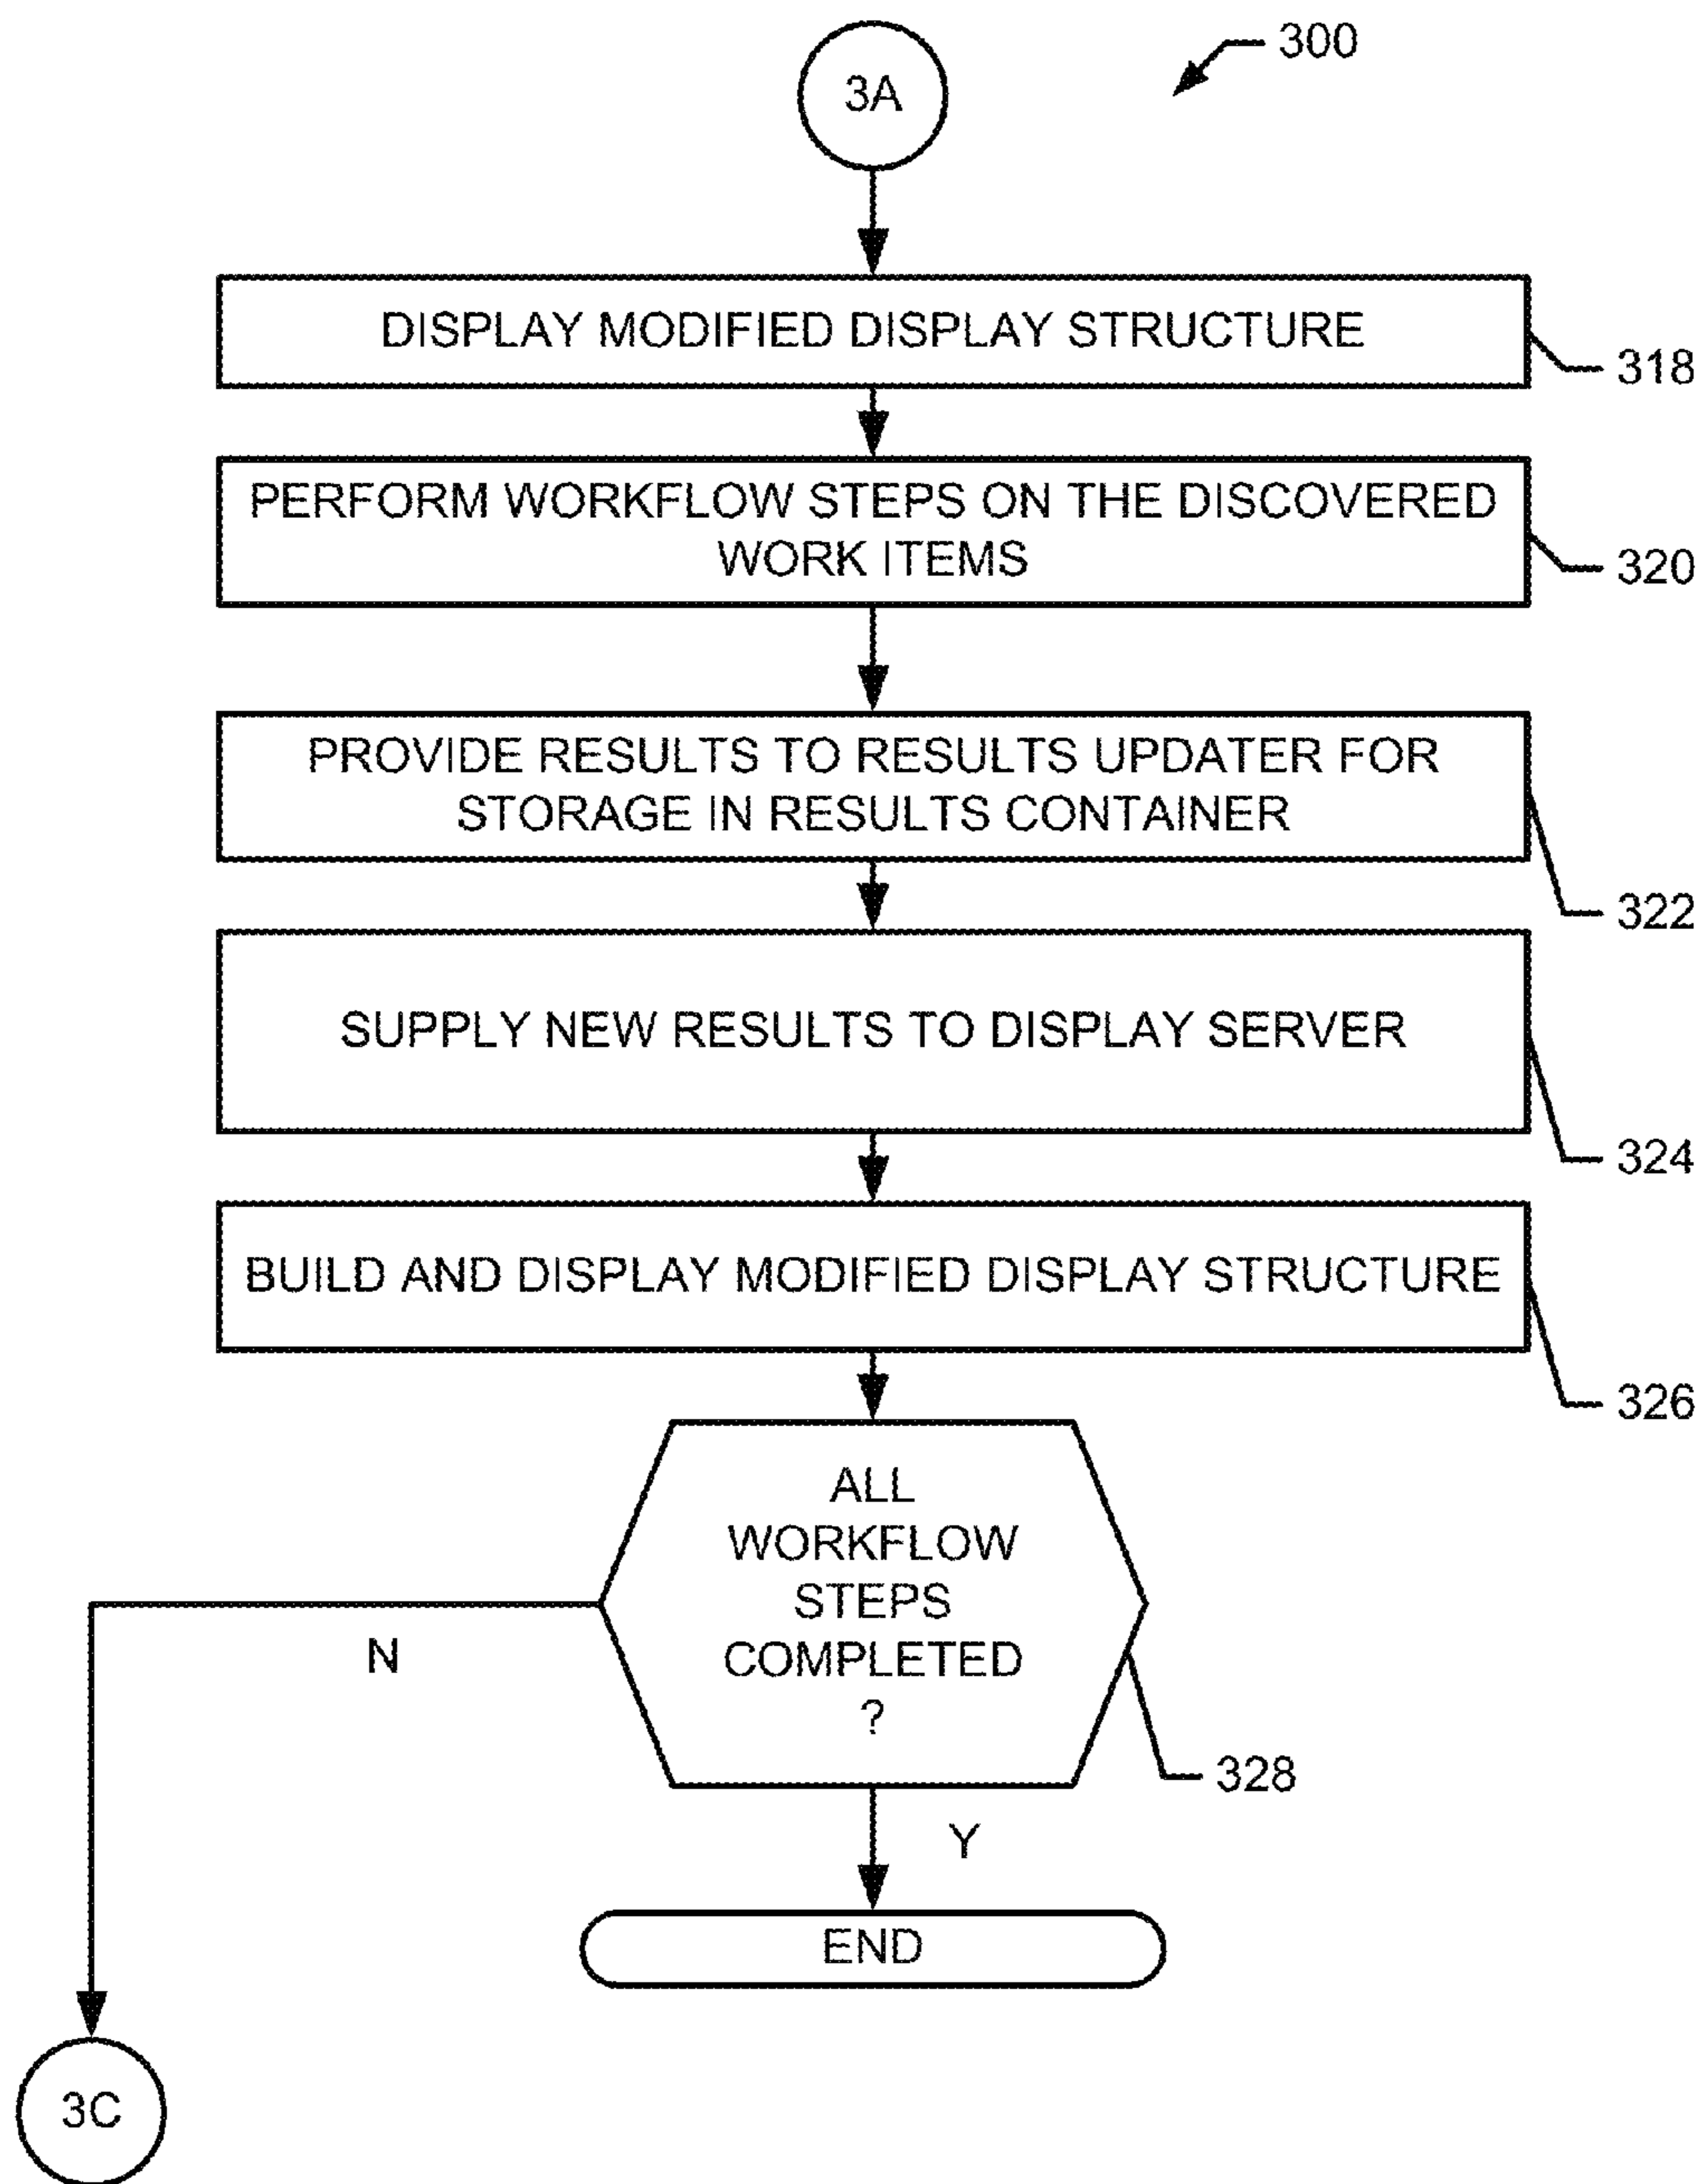 300
3A
DISPLAY MODIFIED DISPLAY STRUCTURE
318
PERFORM WORKFLOW STEPS ON THE DISCOVERED
WORK ITEMS
320
PROVIDE RESULTS TO RESULTS UPDATER FOR
STORAGE IN RESULTS CONTAINER
322
SUPPLY NEW RESULTS TO DISPLAY SERVER
324
BUILD AND DISPLAY MODIFIED DISPLAY STRUCTURE
326
ALL
WORKFLOW
STEPS
COMPLETED
?
N
328
Y
END
3C